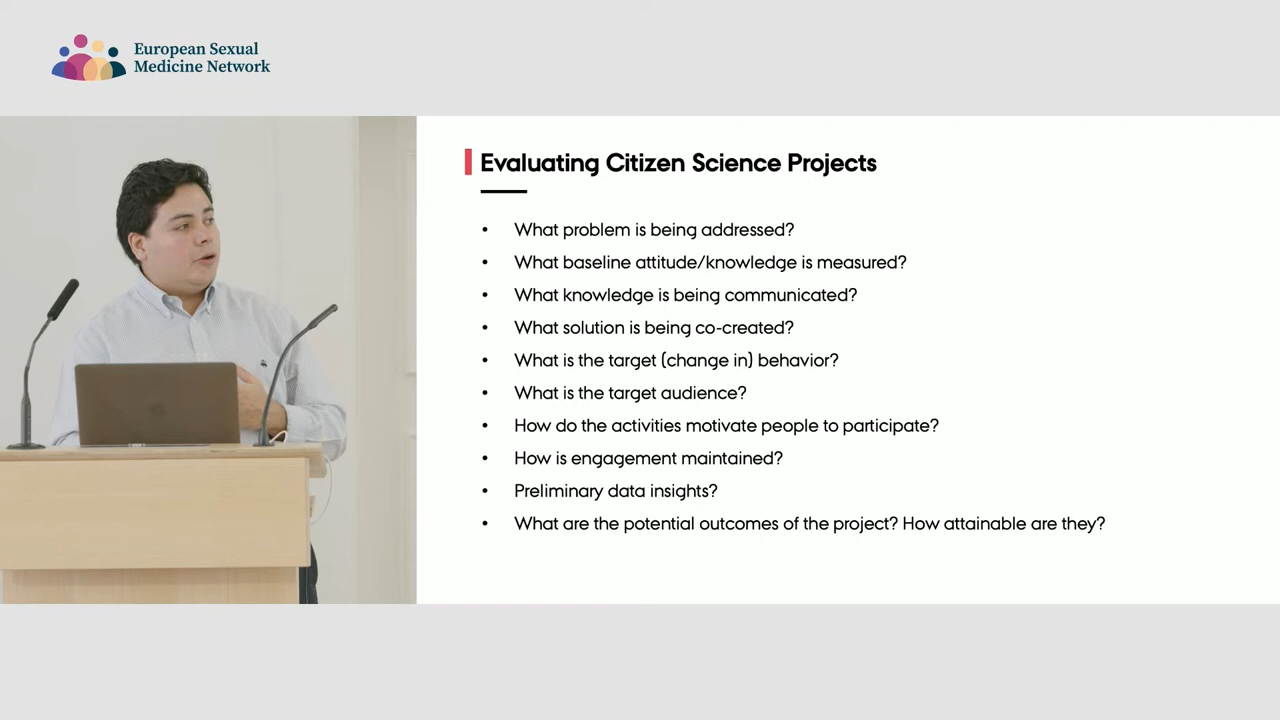 European Sexual
Medicine Network
Evaluating Citizen Science Projects
• What problem is being addressed?
• What baseline attitude/knowledge is measured?
• What knowledge is being communicated?
• What solution is being co-created?
• What is the target (change in) behavior?
• What is the target audience?
• How do the activities motivate people to participate?
• How is engagement maintained?
• Preliminary data insights?
• What are the potential outcomes of the project? How attainable are they?